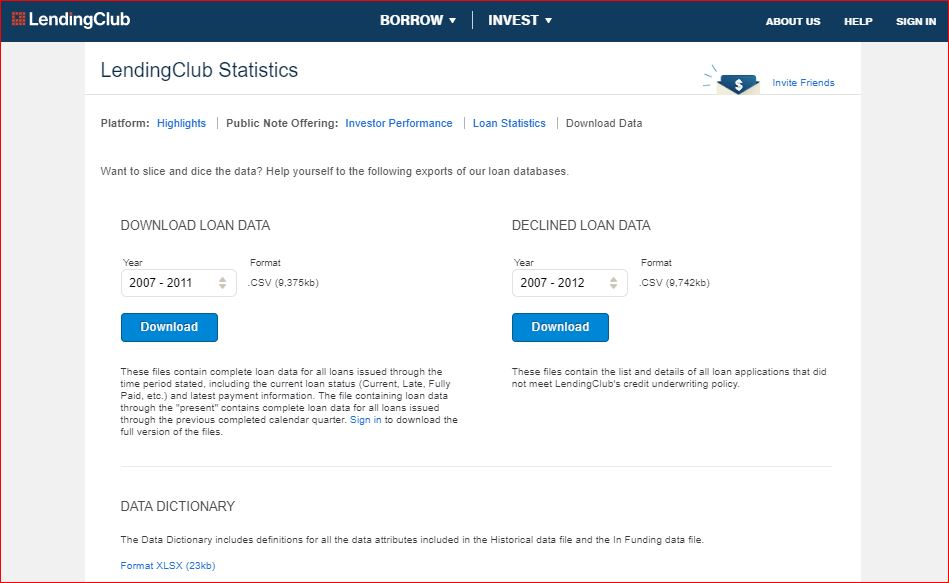 LendingClub BORROW INVEST ABOUT US HELP SIGN IN
LendingClub Statistics
$ Invite Friends
Platform: Highlights | Public Note Offering: Investor Performance | Loan Statistics | Download Data
Want to slice and dice the data? Help yourself to the following exports of our loan databases.
DOWNLOAD LOAN DATA
Year Format
2007 - 2011 .CSV (9,375kb)
Download
These files contain complete loan data for all loans issued through the
time period stated, including the current loan status (Current, Late, Fully
Paid, etc.) and latest payment information. The file containing loan data
through the "present" contains complete loan data for all loans issued
through the previous completed calendar quarter. Sign in to download the
full version of the files.
DECLINED LOAN DATA
Year Format
2007 - 2012 .CSV (9,742kb)
Download
These files contain the list and details of all loan applications that did
not meet LendingClub's credit underwriting policy.
DATA DICTIONARY
The Data Dictionary includes definitions for all the data attributes included in the Historical data file and the In Funding data file.
Format XLSX (23kb)